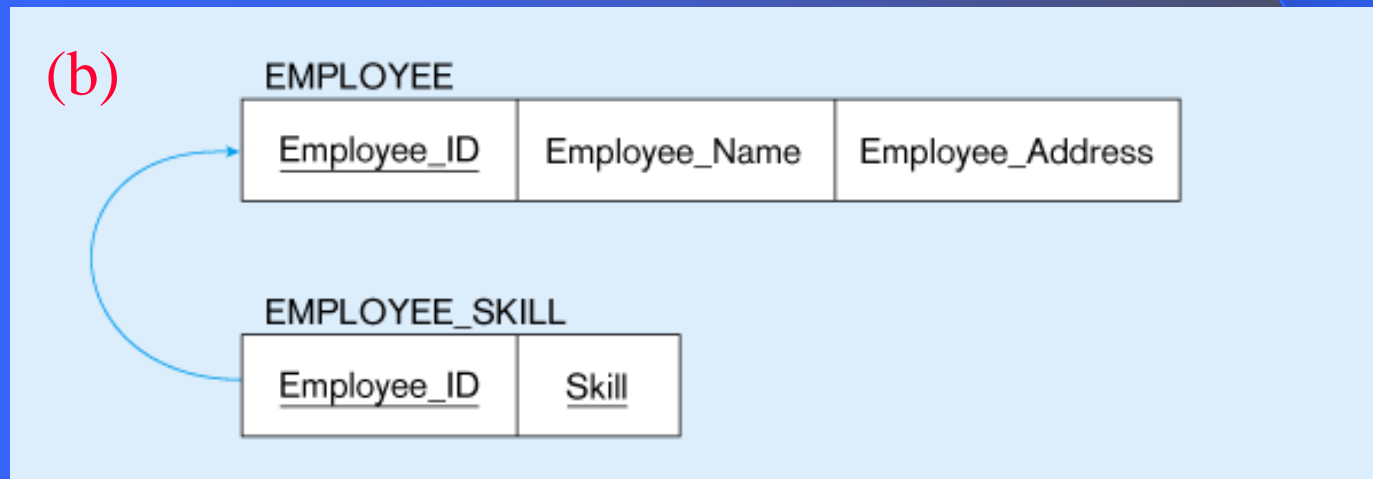 (b)
EMPLOYEE
Employee_ID Employee_Name Employee_Address
EMPLOYEE_SKILL
Employee_ID Skill